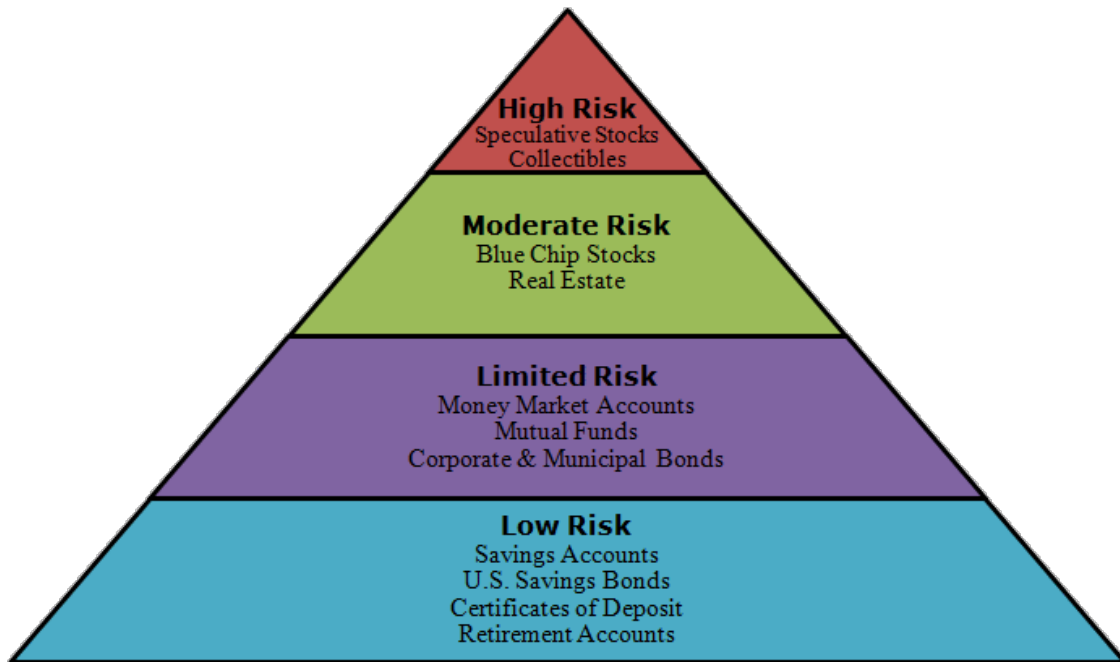 High Risk
Speculative Stocks
Collectibles
Moderate Risk
Blue Chip Stocks
Real Estate
Limited Risk
Money Market Accounts
Mutual Funds
Corporate & Municipal Bonds
Low Risk
Savings Accounts
U.S. Savings Bonds
Certificates of Deposit
Retirement Accounts